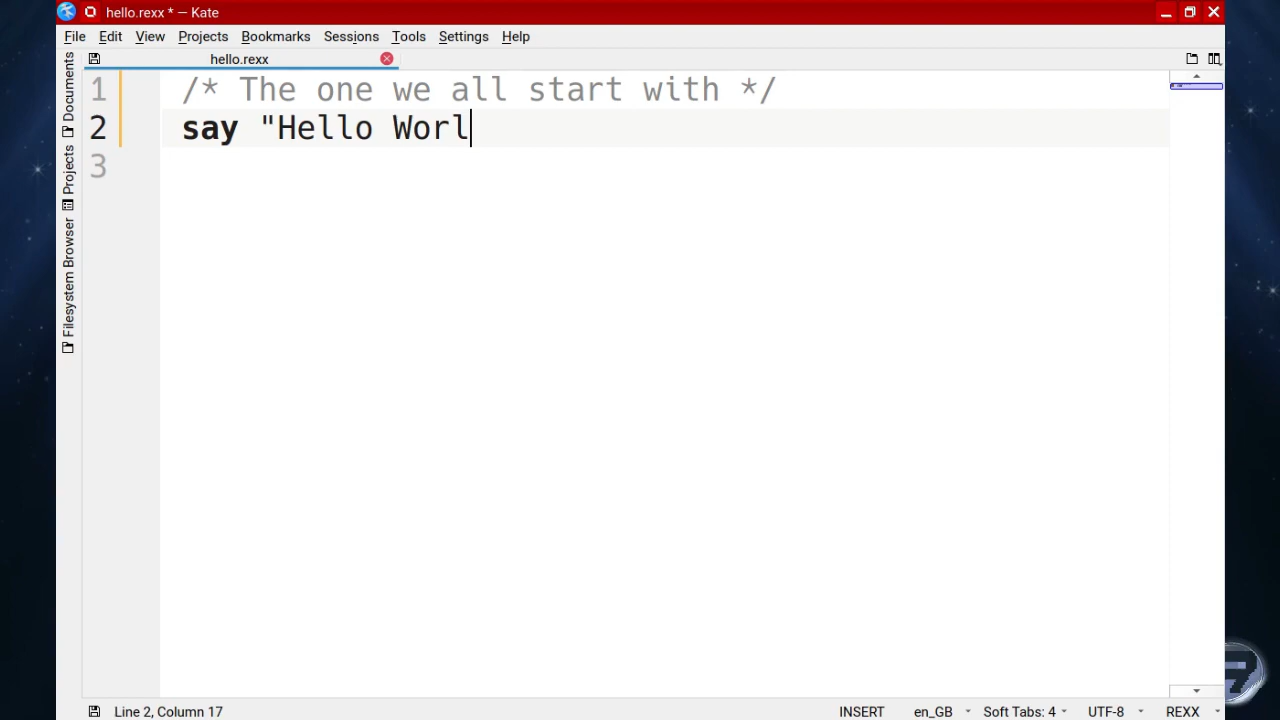 hello.rexx * — Kate
File Edit View Projects Bookmarks Sessions Tools Settings Help
hello.rexx
Documents
Projects
Filesystem Browser
1 /* The one we all start with */
2 say "Hello Worl
3
Line 2, Column 17 INSERT en_GB Soft Tabs: 4 UTF-8 REXX